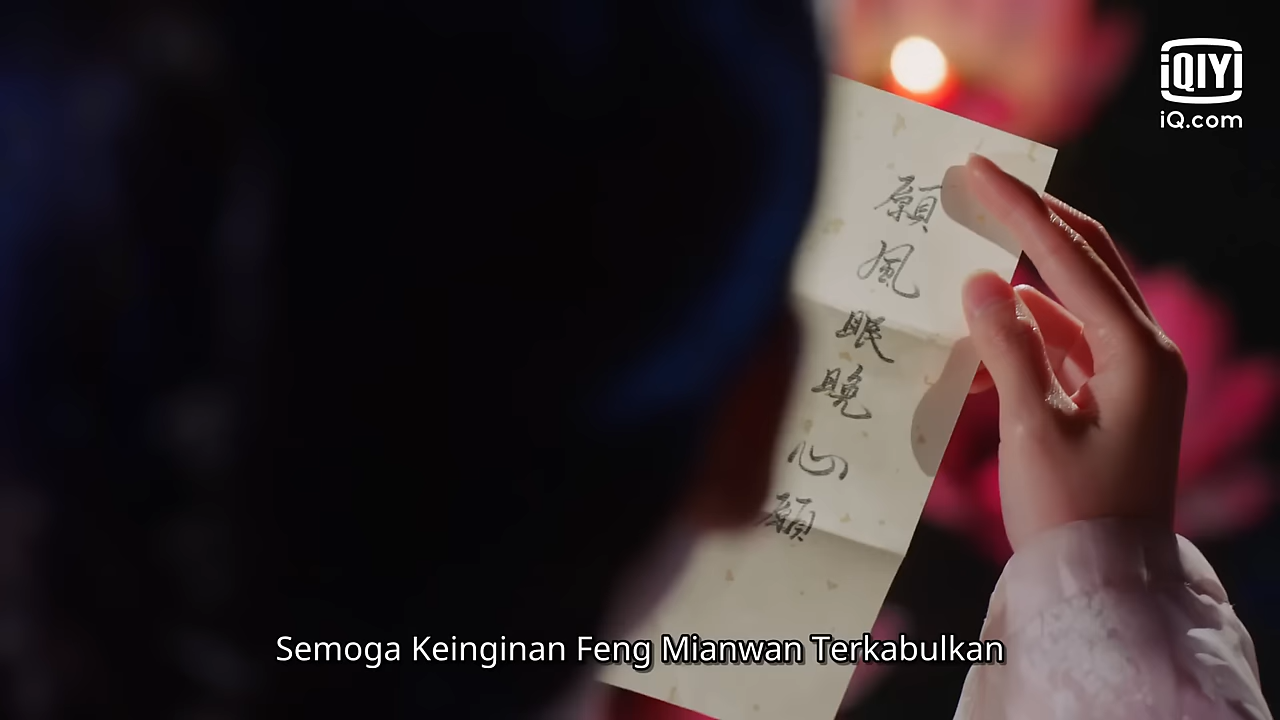 iQIYI
iQ.com
願風眠晚心願
Semoga Keinginan Feng Mianwan Terkabulkan